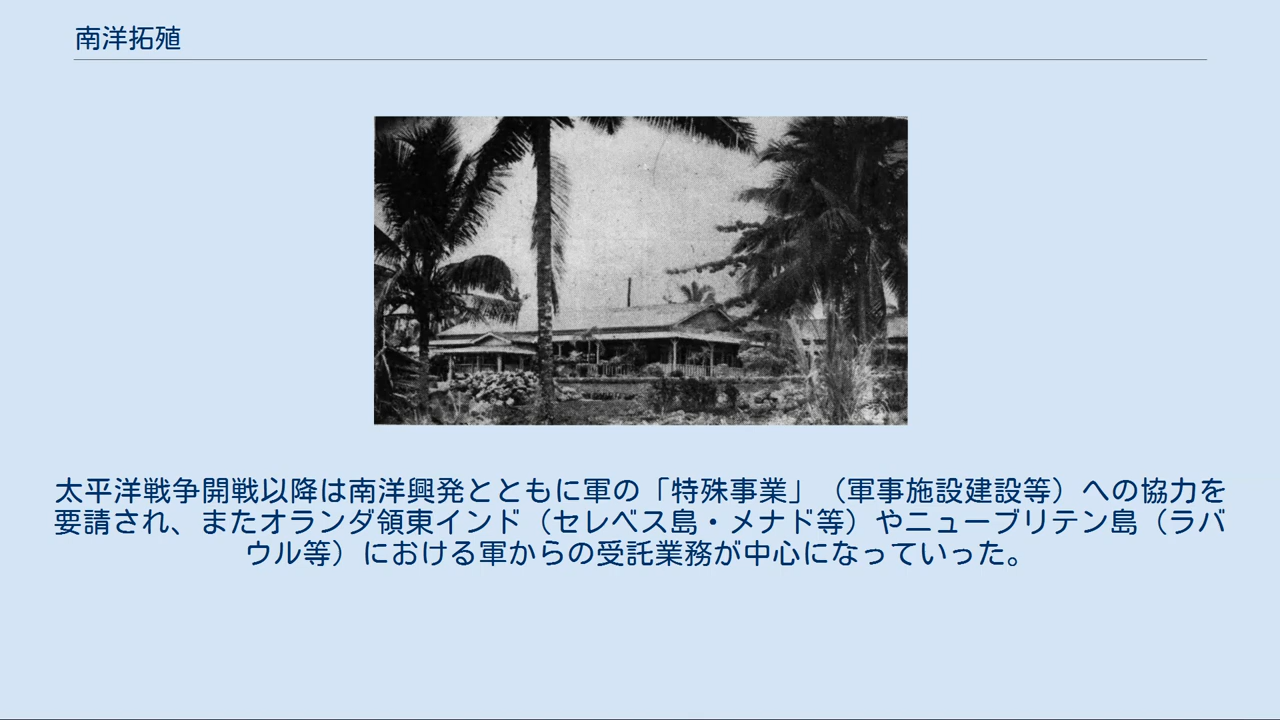 南洋拓殖
太平洋戦争開戦以降は南洋興発とともに軍の「特殊事業」（軍事施設建設等）への協力を
要請され、またオランダ領東インド（セレベス島・メナド等）やニューブリテン島（ラバ
ウル等）における軍からの受託業務が中心になっていった。